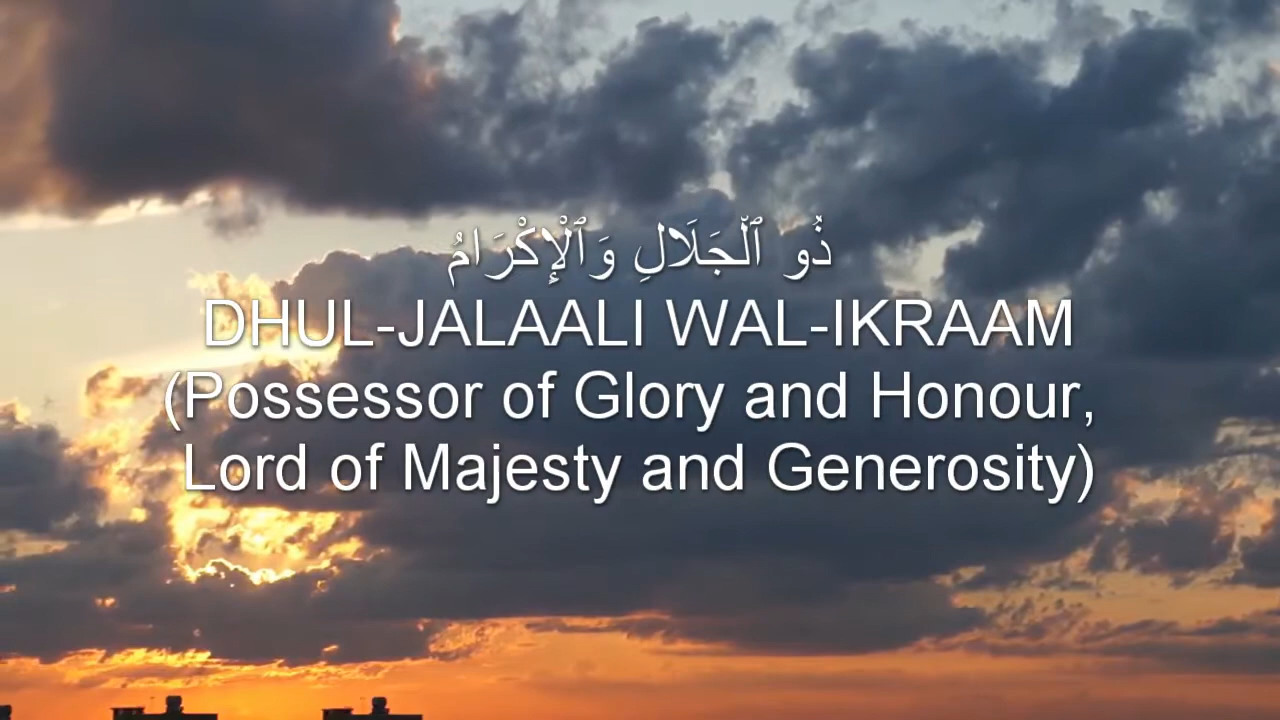 ذُو ٱلْجَلَالِ وَٱلْإِكْرَامُ
DHUL-JALAALI WAL-IKRAAM
(Possessor of Glory and Honour,
Lord of Majesty and Generosity)